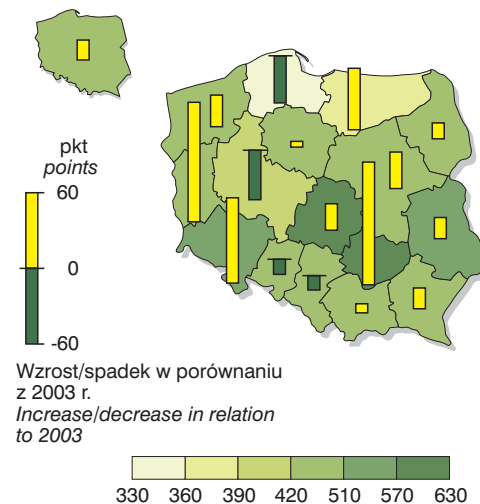 pkt
points
60
0
-60
Wzrost/spadek w porównaniu
z 2003 r.
Increase/decrease in relation
to 2003
330 360 390 420 510 570 630